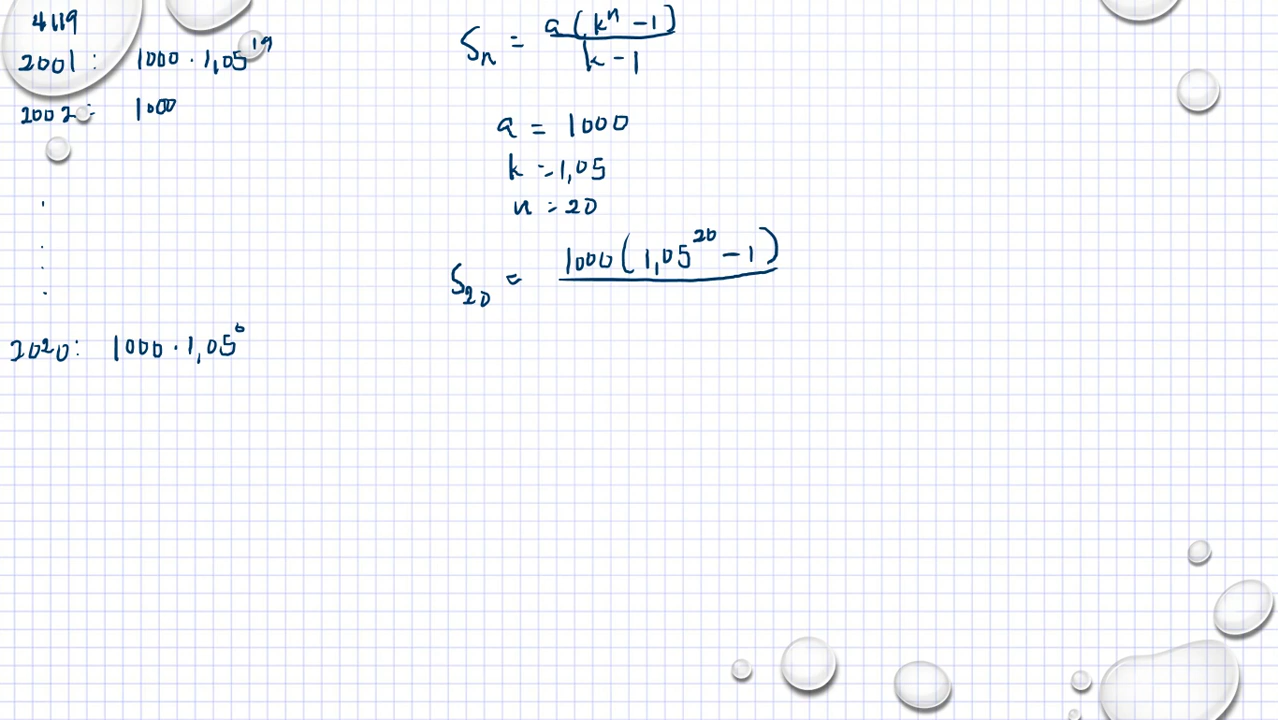 4119
2001 : 1000 · 1,05^19
2002 : 1000
.
.
.
.
2020 : 1000 · 1,05^0
S_n = a (k^n - 1) / k - 1
a = 1000
k = 1,05
n = 20
S_20 = 1000 ( 1,05^20 - 1 )